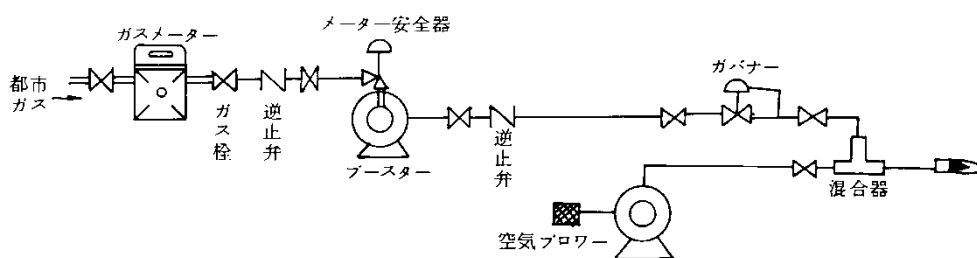 ガスメーター
メーター安全器
ガバナー
都市
ガス
ガス栓
逆止弁
ブースター
逆止弁
混合器
空気ブロワー